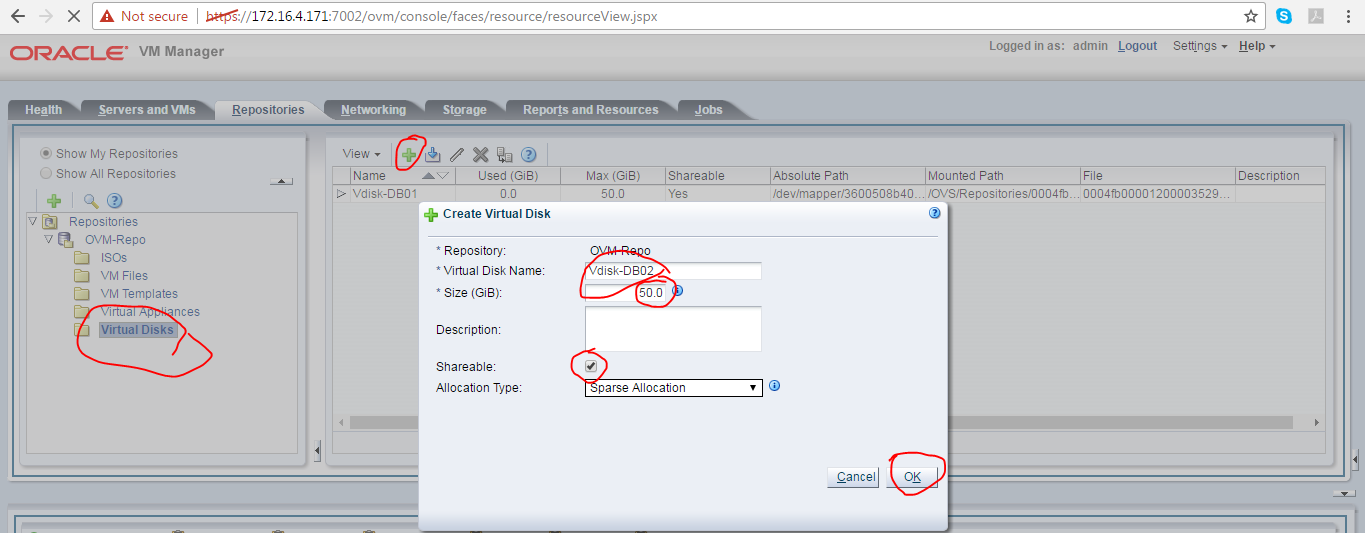 Not secure | https://172.16.4.171:7002/ovm/console/faces/resource/resourceView.jspx
ORACLE VM Manager
Logged in as: admin Logout Settings Help
Health Servers and VMs Repositories Networking Storage Reports and Resources Jobs
Show My Repositories
Show All Repositories
Repositories
OVM-Repo
ISOs
VM Files
VM Templates
Virtual Appliances
Virtual Disks
View
Name Used (GiB) Max (GiB) Shareable Absolute Path Mounted Path File Description
Vdisk-DB01 0.0 50.0 Yes /dev/mapper/3600508b40... /OVS/Repositories/0004fb... 0004fb00001200003529...
Create Virtual Disk
* Repository: OVM-Repo
* Virtual Disk Name: Vdisk-DB02
* Size (GiB): 50.0
Description:
Shareable:
Allocation Type: Sparse Allocation
Cancel OK